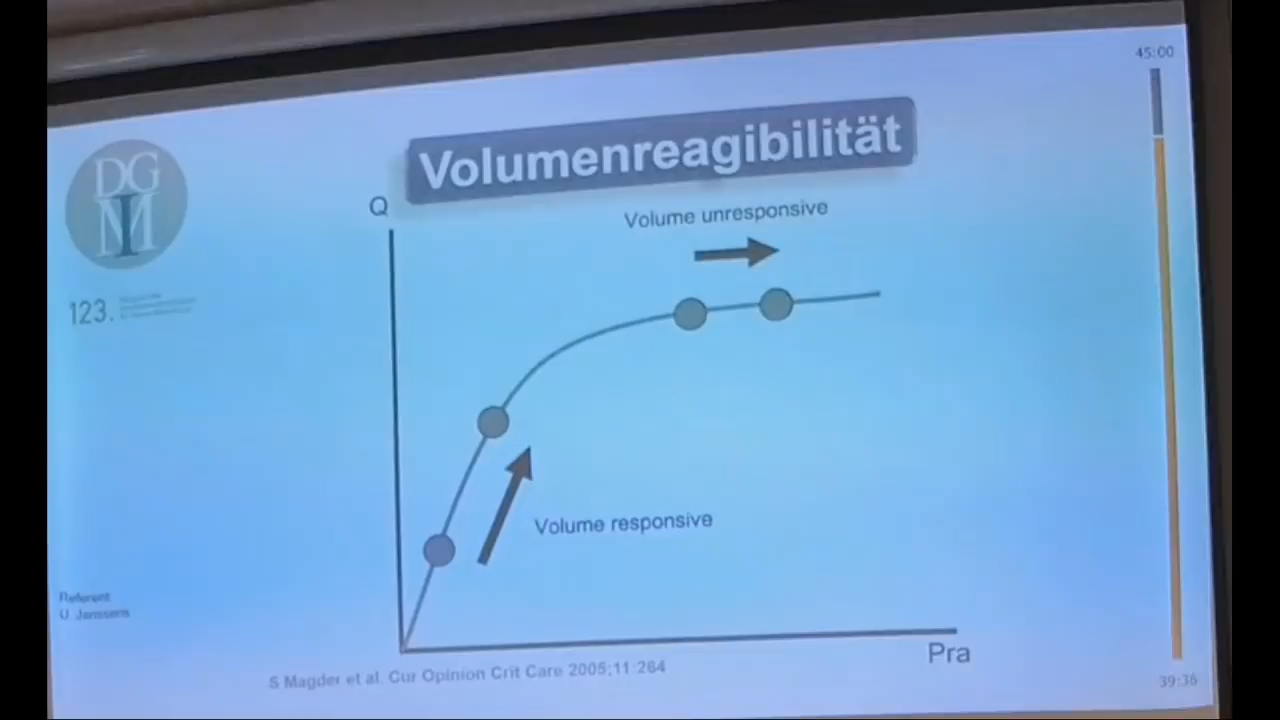 45:00
Volumenreagibilität
DG
IM
Q
Volume unresponsive
123.
Volume responsive
Referent
U. Janssens
Pra
S Magder et al. Cur Opinion Crit Care 2005;11:264
39:36